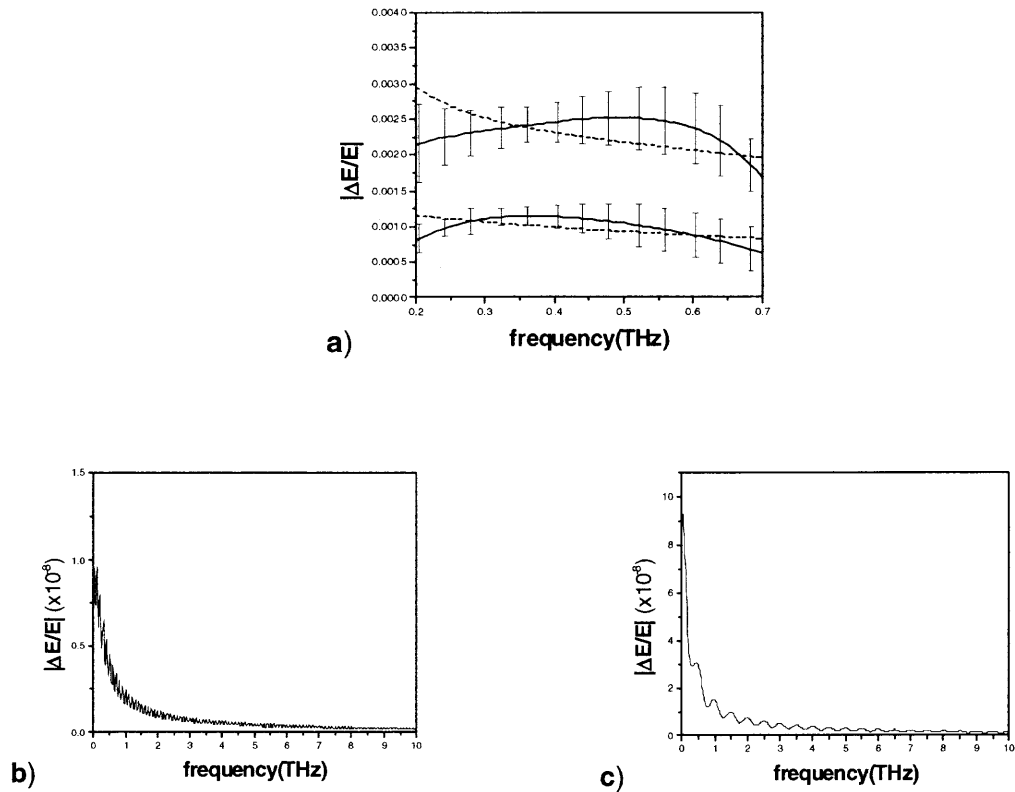 0.0040
0.0035
0.0030
0.0025
0.0020
0.0015
0.0010
0.0005
0.0000
|ΔE/E|
0.2 0.3 0.4 0.5 0.6 0.7
frequency(THz)
a)
1.5
1.0
0.5
0.0
|ΔE/E| (x10⁻⁸)
0 1 2 3 4 5 6 7 8 9 10
frequency(THz)
b)
10
8
6
4
2
0
|ΔE/E| (x10⁻⁸)
0 1 2 3 4 5 6 7 8 9 10
frequency(THz)
c)